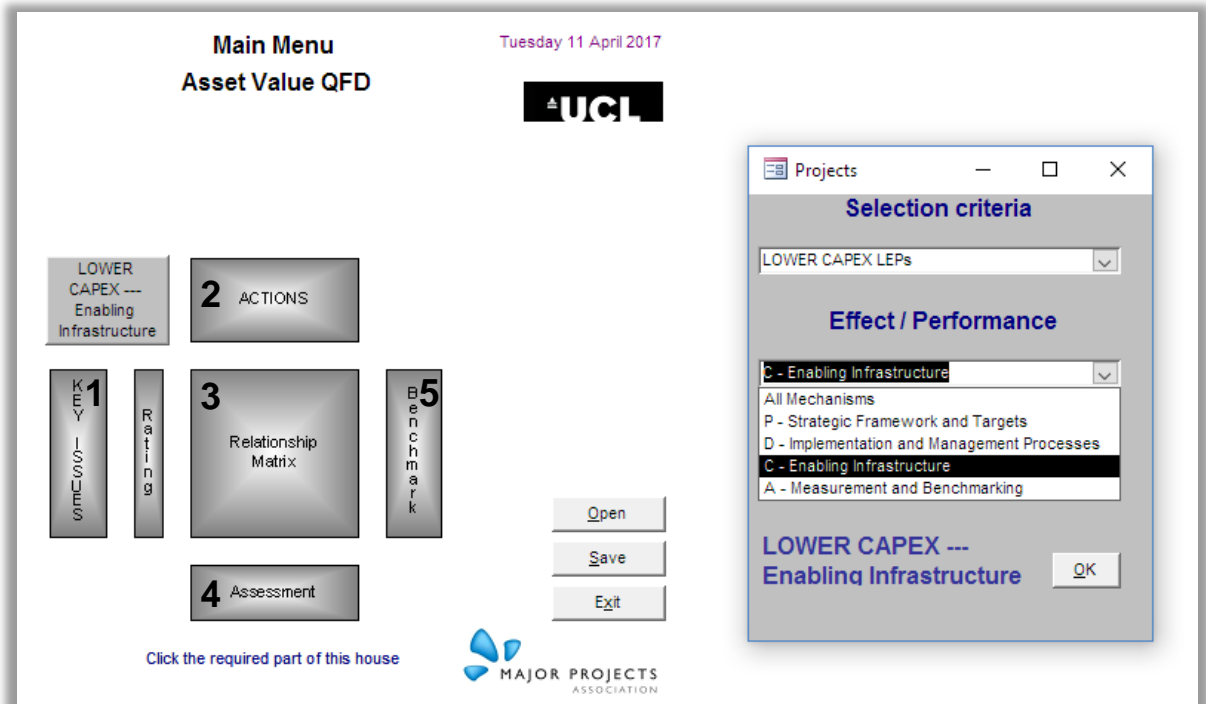 Main Menu
Asset Value QFD
Tuesday 11 April 2017
UCL
LOWER
CAPEX ---
Enabling
Infrastructure
2 ACTIONS
1 KEY ISSUES
Rating
3
Relationship
Matrix
5 Benchmark
4 Assessment
Click the required part of this house
Open
Save
Exit
MAJOR PROJECTS
ASSOCIATION
Projects
Selection criteria
LOWER CAPEX LEPs
Effect / Performance
C - Enabling Infrastructure
All Mechanisms
P - Strategic Framework and Targets
D - Implementation and Management Processes
C - Enabling Infrastructure
A - Measurement and Benchmarking
LOWER CAPEX ---
Enabling Infrastructure
OK